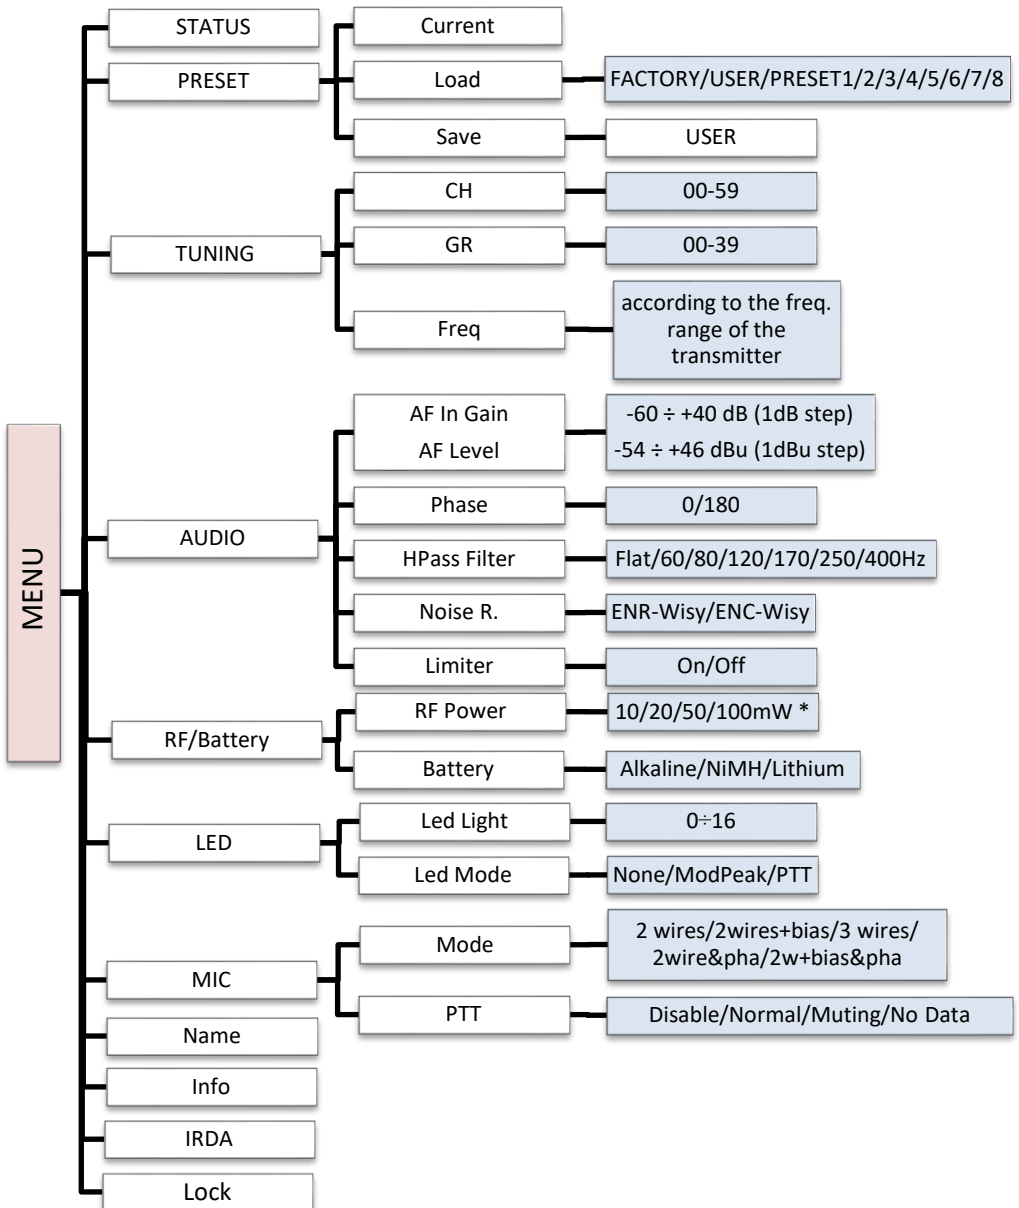 MENU
STATUS
PRESET
Current
Load
FACTORY/USER/PRESET1/2/3/4/5/6/7/8
Save
USER
TUNING
CH
00-59
GR
00-39
Freq
according to the freq.
range of the
transmitter
AUDIO
AF In Gain
AF Level
-60 ÷ +40 dB (1dB step)
-54 ÷ +46 dBu (1dBu step)
Phase
0/180
HPass Filter
Flat/60/80/120/170/250/400Hz
Noise R.
ENR-Wisy/ENC-Wisy
Limiter
On/Off
RF/Battery
RF Power
10/20/50/100mW *
Battery
Alkaline/NiMH/Lithium
LED
Led Light
0÷16
Led Mode
None/ModPeak/PTT
MIC
Mode
2 wires/2wires+bias/3 wires/
2wire&pha/2w+bias&pha
PTT
Disable/Normal/Muting/No Data
Name
Info
IRDA
Lock